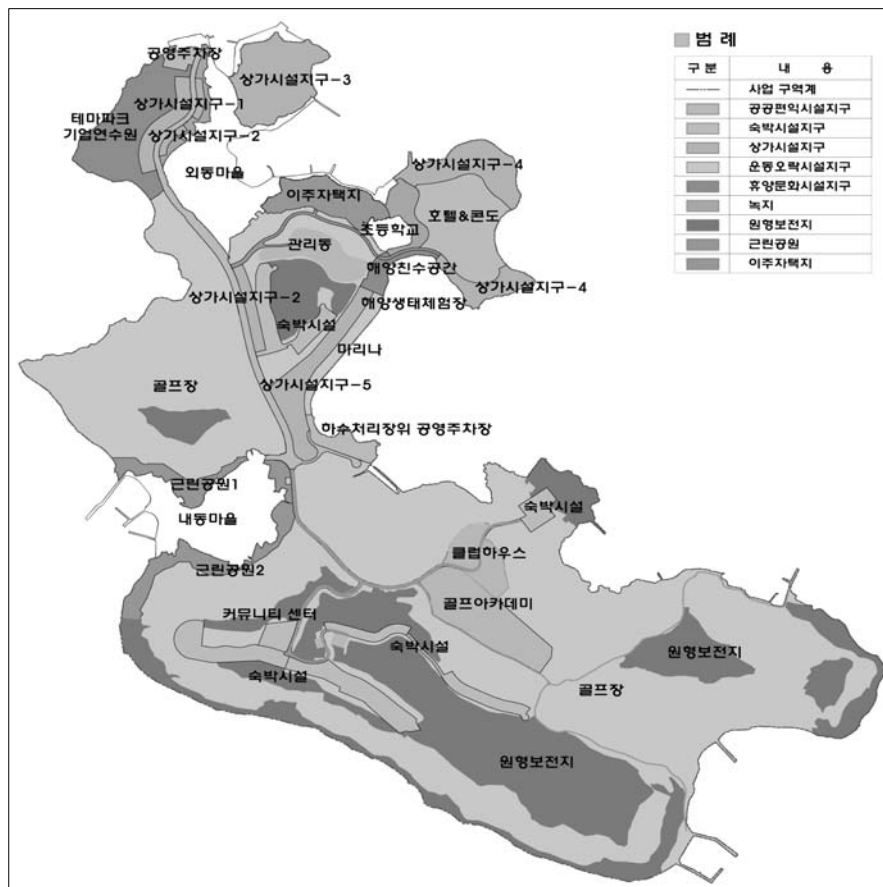 범 례
구 분 내 용
사업 구역계
공공편익시설지구
숙박시설지구
상가시설지구
운동오락시설지구
휴양문화시설지구
녹지
원형보전지
근린공원
이주자택지
공영주차장
상가시설지구-3
상가시설지구-1
테마파크
기업연수원
상가시설지구-2
외동마을
상가시설지구-4
이주자택지
호텔&콘도
초등학교
관리동
해양친수공간
상가시설지구-4
상가시설지구-2
해양생태체험장
숙박시설
마리나
골프장
상가시설지구-5
하수처리장위 공영주차장
근린공원1
숙박시설
내동마을
클럽하우스
근린공원2
골프아카데미
커뮤니티 센터
숙박시설
원형보전지
숙박시설
골프장
원형보전지